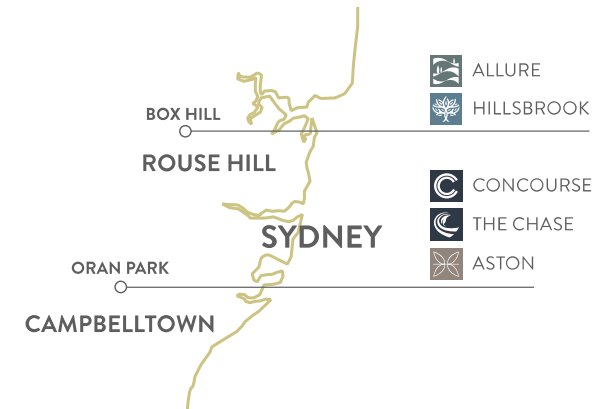 ALLURE
HILLSBROOK
BOX HILL
ROUSE HILL
CONCOURSE
THE CHASE
SYDNEY
ASTON
ORAN PARK
CAMPBELLTOWN